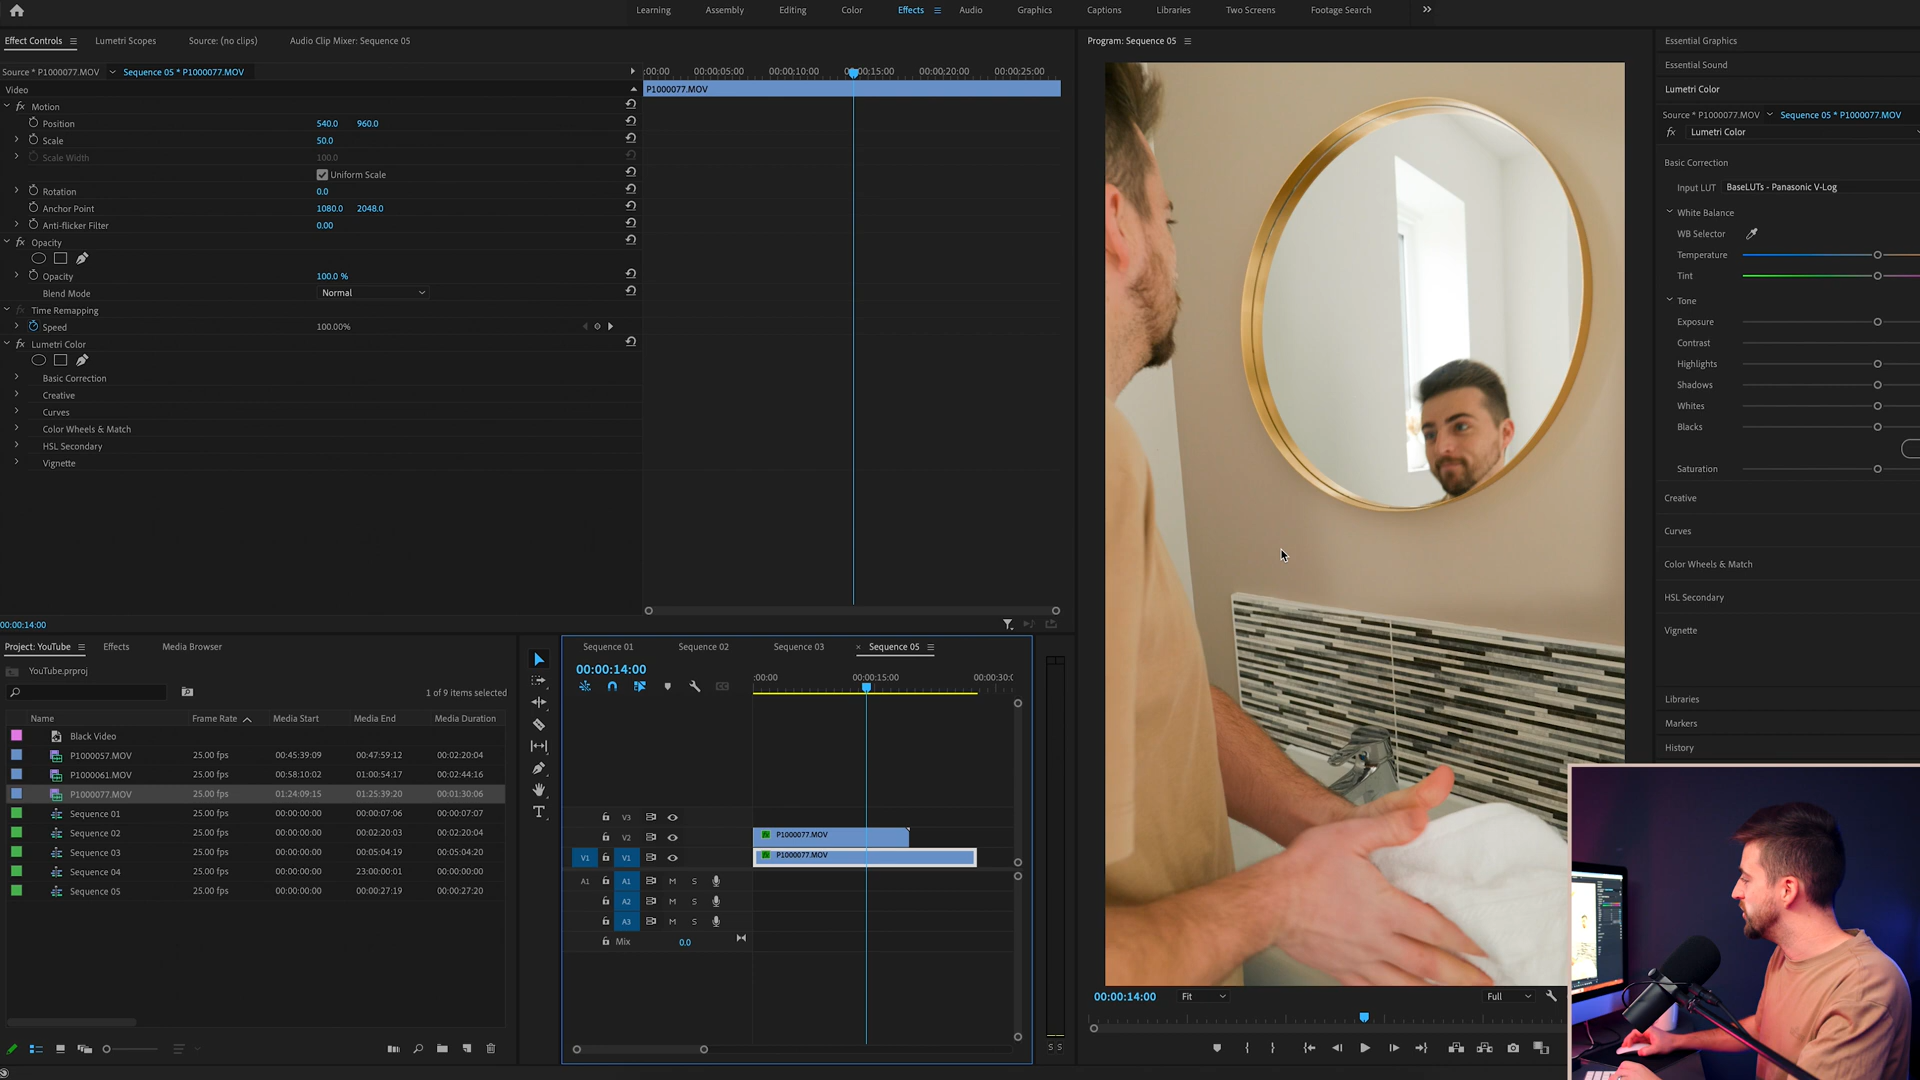 Learning Assembly Editing Color Effects Audio Graphics Captions Libraries Two Screens Footage Search
Effect Controls Lumetri Scopes Source: (no clips) Audio Clip Mixer: Sequence 05
Source * P1000077.MOV Sequence 05 * P1000077.MOV
;00:00 00:00:05:00 00:00:10:00 00:00:15:00 00:00:20:00 00:00:25:00
Video
P1000077.MOV
fx Motion
Position 540.0 960.0
Scale 50.0
Scale Width 100.0
Uniform Scale
Rotation 0.0
Anchor Point 1080.0 2048.0
Anti-flicker Filter 0.00
fx Opacity
Opacity 100.0 %
Blend Mode Normal
fx Time Remapping
Speed 100.00%
fx Lumetri Color
Basic Correction
Creative
Curves
Color Wheels & Match
HSL Secondary
Vignette
00:00:14:00
Project: YouTube Effects Media Browser
YouTube.prproj
1 of 9 items selected
Name Frame Rate Media Start Media End Media Duration
Black Video
P1000057.MOV 25.00 fps 00:45:39:09 00:47:59:12 00:02:20:04
P1000061.MOV 25.00 fps 00:58:10:02 01:00:54:17 00:02:44:16
P1000077.MOV 25.00 fps 01:24:09:15 01:25:39:20 00:01:30:06
Sequence 01 25.00 fps 00:00:00:00 00:00:07:06 00:00:07:07
Sequence 02 25.00 fps 00:00:00:00 00:02:20:03 00:02:20:04
Sequence 03 25.00 fps 00:00:00:00 00:05:04:19 00:05:04:20
Sequence 04 25.00 fps 00:00:00:00 23:00:00:01 00:00:00:00
Sequence 05 25.00 fps 00:00:00:00 00:00:27:19 00:00:27:20
Sequence 01 Sequence 02 Sequence 03 × Sequence 05
00:00:14:00
:00:00 00:00:15:00 00:00:30:0
V3
V2
P1000077.MOV
V1 V1
P1000077.MOV
A1 A1 M S
A2 M S
A3 M S
Mix 0.0
S S
Program: Sequence 05
00:00:14:00 Fit Full
Essential Graphics
Essential Sound
Lumetri Color
Source * P1000077.MOV Sequence 05 * P1000077.MOV
fx Lumetri Color
Basic Correction
Input LUT BaseLUTs - Panasonic V-Log
White Balance
WB Selector
Temperature
Tint
Tone
Exposure
Contrast
Highlights
Shadows
Whites
Blacks
Saturation
Creative
Curves
Color Wheels & Match
HSL Secondary
Vignette
Libraries
Markers
History